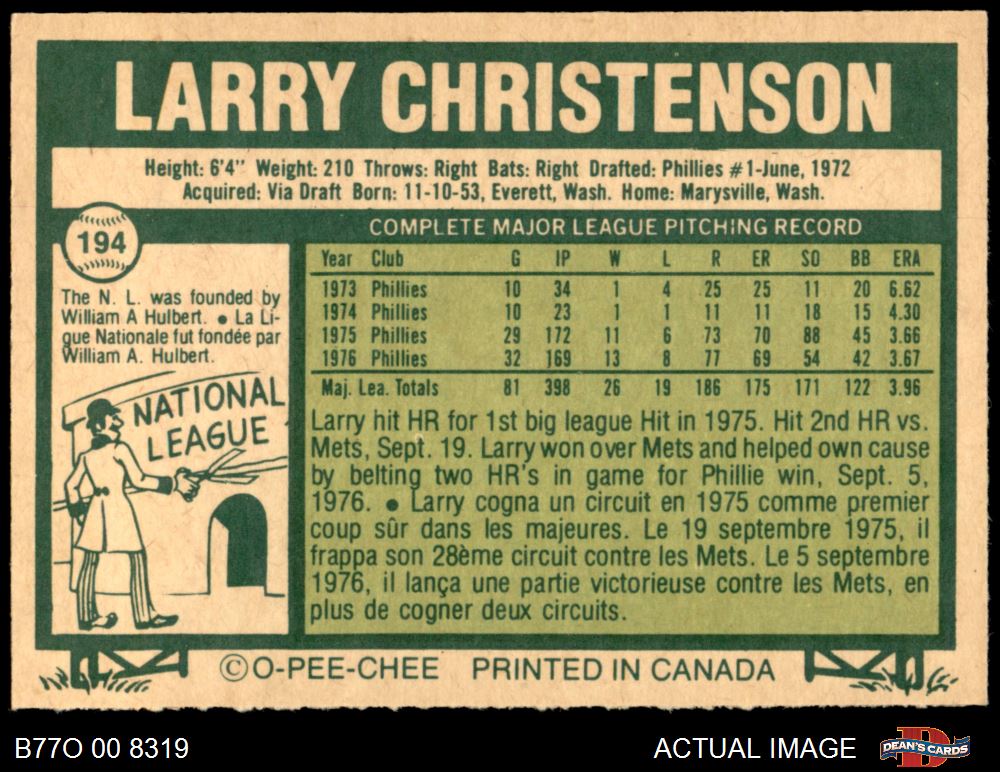 LARRY CHRISTENSON
Height: 6'4" Weight: 210 Throws: Right Bats: Right Drafted: Phillies #1-June, 1972
Acquired: Via Draft Born: 11-10-53, Everett, Wash. Home: Marysville, Wash.
194
The N. L. was founded by
William A Hulbert. ● La Li-
gue Nationale fut fondée par
William A. Hulbert.
NATIONAL
LEAGUE
COMPLETE MAJOR LEAGUE PITCHING RECORD
Year Club G IP W L R ER SO BB ERA
1973 Phillies 10 34 1 4 25 25 11 20 6.62
1974 Phillies 10 23 1 1 11 11 18 15 4.30
1975 Phillies 29 172 11 6 73 70 88 45 3.66
1976 Phillies 32 169 13 8 77 69 54 42 3.67
Maj. Lea. Totals 81 398 26 19 186 175 171 122 3.96
Larry hit HR for 1st big league Hit in 1975. Hit 2nd HR vs.
Mets, Sept. 19. Larry won over Mets and helped own cause
by belting two HR's in game for Phillie win, Sept. 5,
1976. ● Larry cogna un circuit en 1975 comme premier
coup sûr dans les majeures. Le 19 septembre 1975, il
frappa son 28ème circuit contre les Mets. Le 5 septembre
1976, il lança une partie victorieuse contre les Mets, en
plus de cogner deux circuits.
©O-PEE-CHEE PRINTED IN CANADA
B77O 00 8319
ACTUAL IMAGE
DEAN'S CARDS